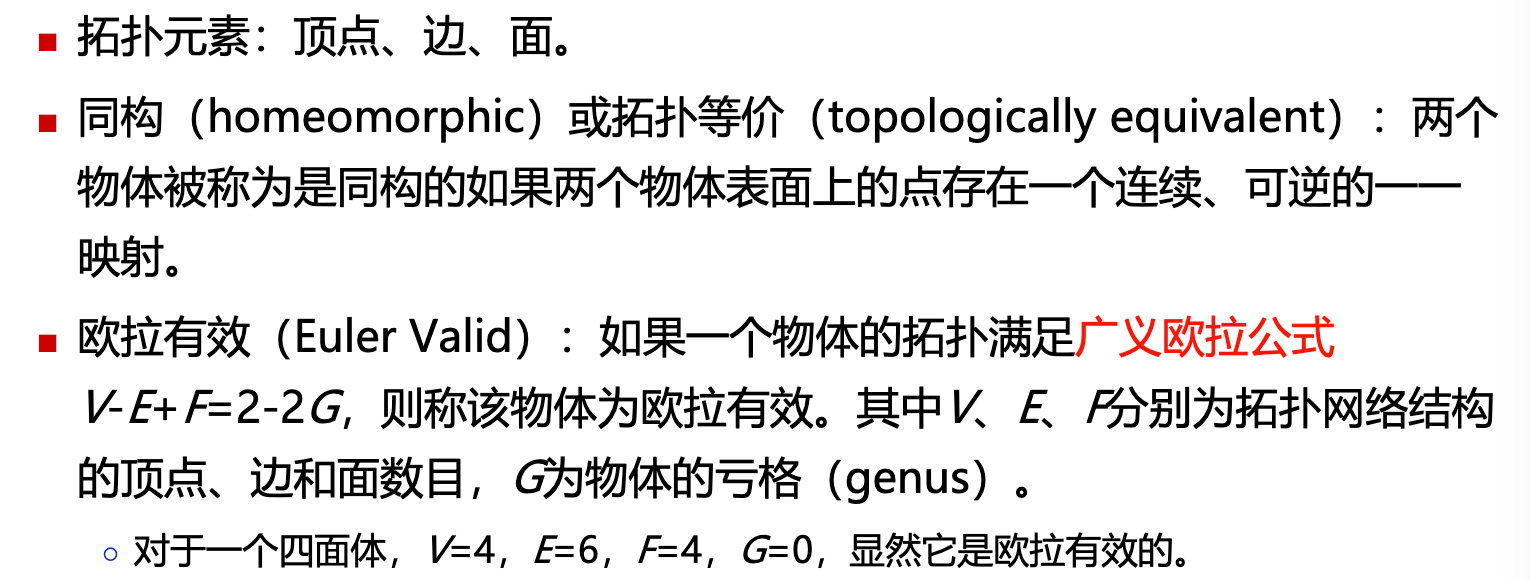 ■ 拓扑元素：顶点、边、面。
■ 同构（homeomorphic）或拓扑等价（topologically equivalent）：两个
物体被称为是同构的如果两个物体表面上的点存在一个连续、可逆的一一
映射。
■ 欧拉有效（Euler Valid）：如果一个物体的拓扑满足广义欧拉公式
V-E+F=2-2G，则称该物体为欧拉有效。其中V、E、F分别为拓扑网络结构
的顶点、边和面数目，G为物体的亏格（genus）。
○ 对于一个四面体，V=4，E=6，F=4，G=0，显然它是欧拉有效的。